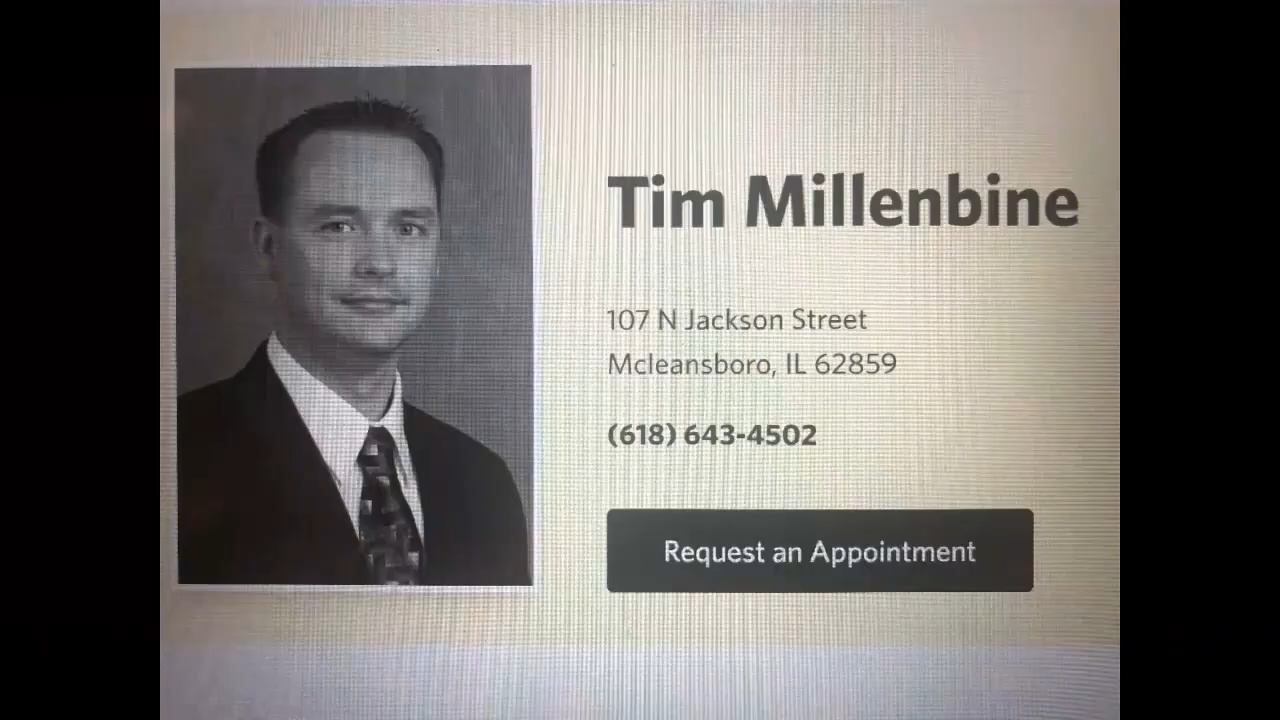 Tim Millenbine
107 N Jackson Street
Mcleansboro, IL 62859
(618) 643-4502
Request an Appointment